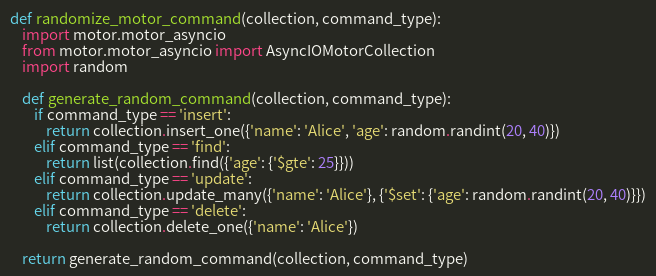 def randomize_motor_command(collection, command_type):
    import motor.motor_asyncio
    from motor.motor_asyncio import AsyncIOMotorCollection
    import random

    def generate_random_command(collection, command_type):
        if command_type == 'insert':
            return collection.insert_one({'name': 'Alice', 'age': random.randint(20, 40)})
        elif command_type == 'find':
            return list(collection.find({'age': {'$gte': 25}}))
        elif command_type == 'update':
            return collection.update_many({'name': 'Alice'}, {'$set': {'age': random.randint(20, 40)}})
        elif command_type == 'delete':
            return collection.delete_one({'name': 'Alice'})

    return generate_random_command(collection, command_type)